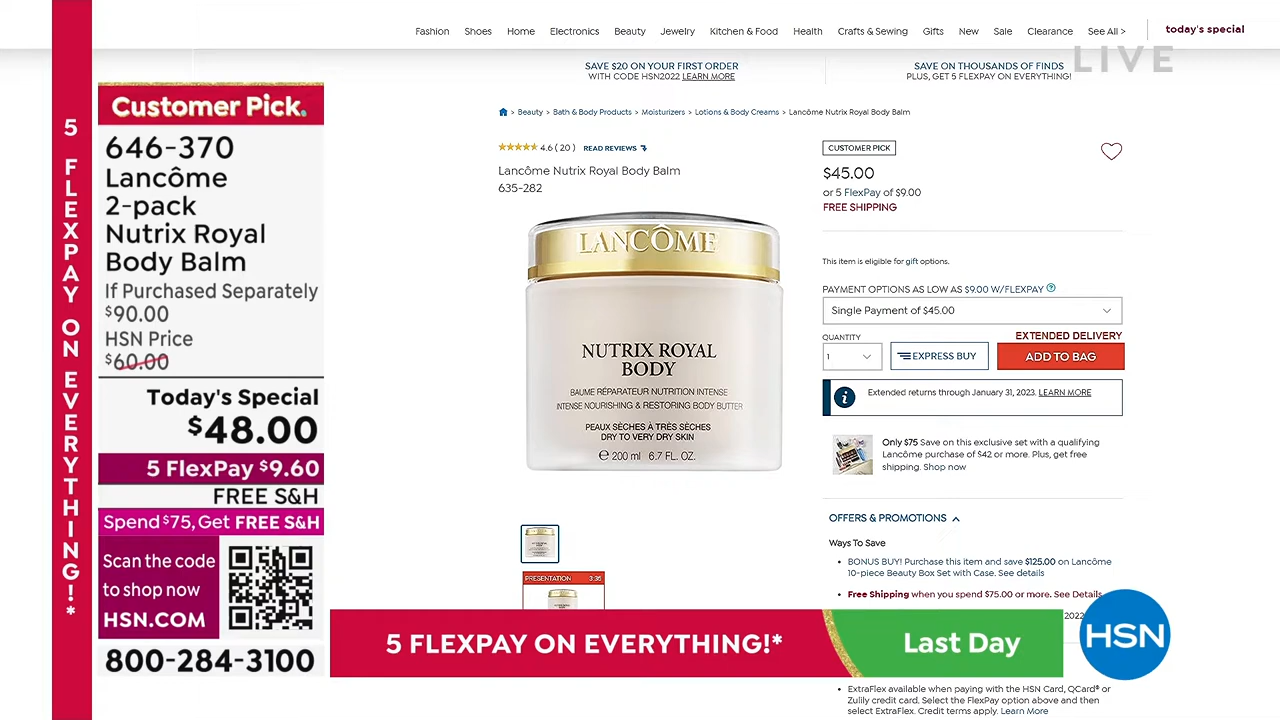 Fashion Shoes Home Electronics Beauty Jewelry Kitchen & Food Health Crafts & Sewing Gifts New Sale Clearance See All > today's special
LIVE
SAVE $20 ON YOUR FIRST ORDER
WITH CODE HSN2022 LEARN MORE
SAVE ON THOUSANDS OF FINDS
PLUS, GET 5 FLEXPAY ON EVERYTHING!
5 FLEXPAY ON EVERYTHING!*
Customer Pick.
646-370
Lancôme
2-pack
Nutrix Royal
Body Balm
If Purchased Separately
$90.00
HSN Price
$60.00
Today's Special
$48.00
5 FlexPay $9.60
FREE S&H
Spend $75, Get FREE S&H
Scan the code
to shop now
HSN.COM
800-284-3100
> Beauty > Bath & Body Products > Moisturizers > Lotions & Body Creams > Lancôme Nutrix Royal Body Balm
4.6 ( 20 ) READ REVIEWS
Lancôme Nutrix Royal Body Balm
635-282
LANCÔME
NUTRIX ROYAL
BODY
BAUME RÉPARATEUR NUTRITION INTENSE
INTENSE NOURISHING & RESTORING BODY BUTTER
PEAUX SÈCHES À TRÈS SÈCHES
DRY TO VERY DRY SKIN
℮ 200 ml 6.7 FL. OZ.
PRESENTATION 3:36
CUSTOMER PICK
$45.00
or 5 FlexPay of $9.00
FREE SHIPPING
This item is eligible for gift options.
PAYMENT OPTIONS AS LOW AS $9.00 W/FLEXPAY ?
Single Payment of $45.00
QUANTITY
EXTENDED DELIVERY
1
EXPRESS BUY
ADD TO BAG
i Extended returns through January 31, 2023. LEARN MORE
Only $75 Save on this exclusive set with a qualifying
Lancôme purchase of $42 or more. Plus, get free
shipping. Shop now
OFFERS & PROMOTIONS
Ways To Save
• BONUS BUY! Purchase this item and save $125.00 on Lancôme
10-piece Beauty Box Set with Case. See details
• Free Shipping when you spend $75.00 or more. See Details
2022
5 FLEXPAY ON EVERYTHING!*
Last Day
HSN
• ExtraFlex available when paying with the HSN Card, QCard® or
Zulily credit card. Select the FlexPay option above and then
select ExtraFlex. Credit terms apply. Learn More